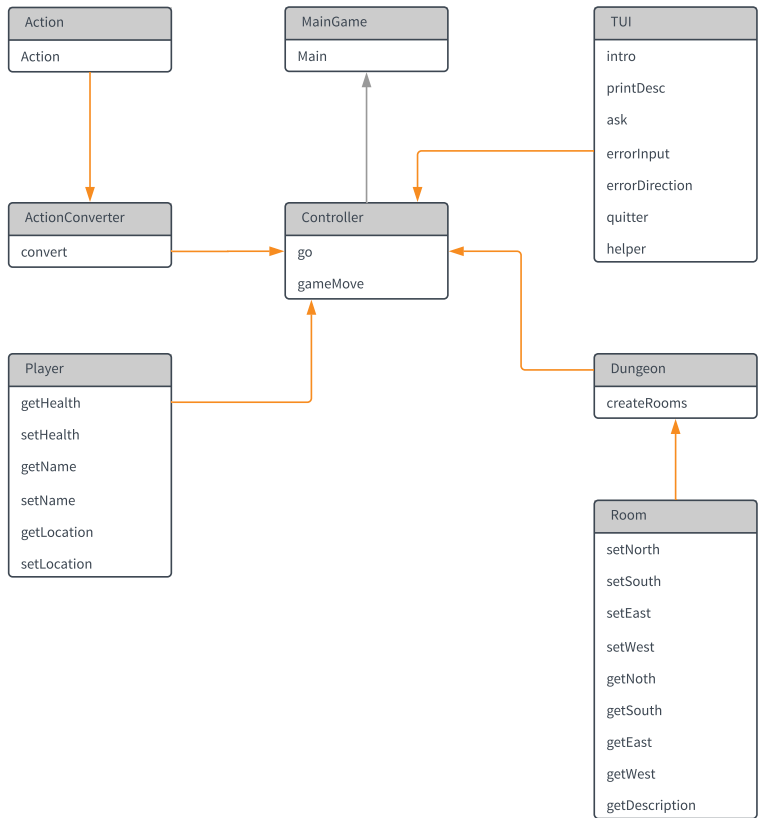 Action
Action
MainGame
Main
TUI
intro
printDesc
ask
errorInput
errorDirection
quitter
helper
ActionConverter
convert
Controller
go
gameMove
Player
getHealth
setHealth
getName
setName
getLocation
setLocation
Dungeon
createRooms
Room
setNorth
setSouth
setEast
setWest
getNoth
getSouth
getEast
getWest
getDescription